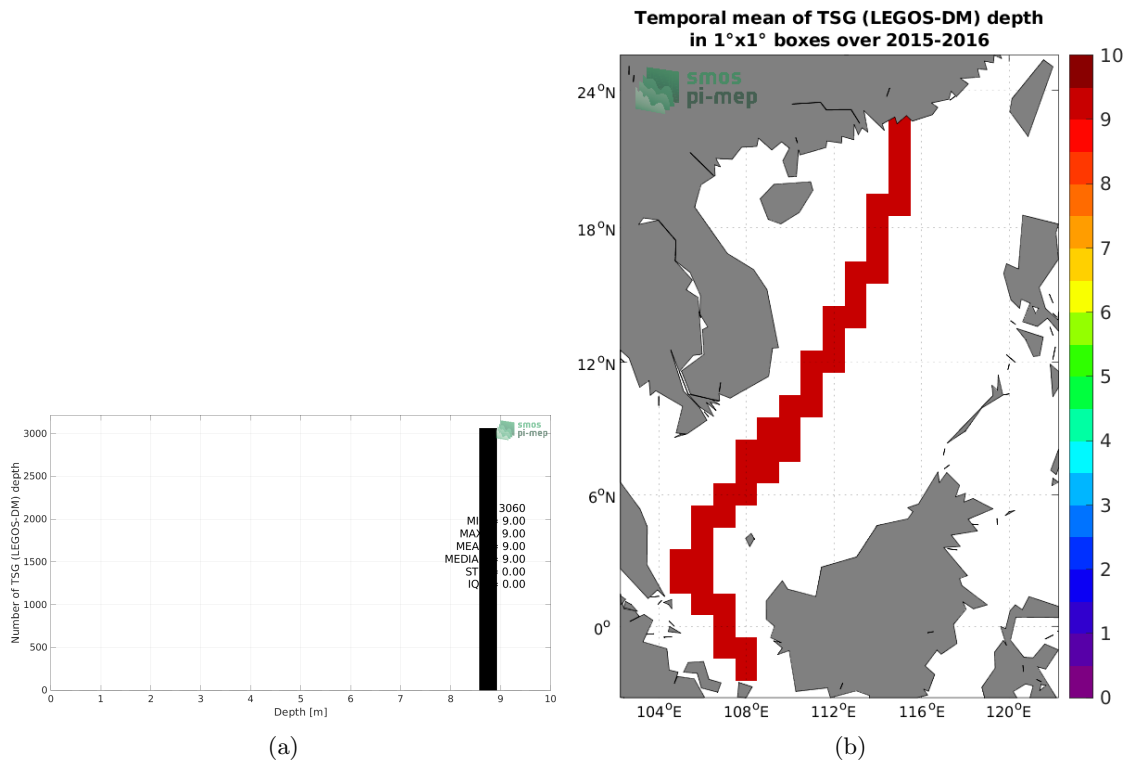 Temporal mean of TSG (LEGOS-DM) depth
in 1°x1° boxes over 2015-2016
smos
pi-mep
24°N
18°N
12°N
6°N
0°
104°E
108°E
112°E
116°E
120°E
10
9
8
7
6
5
4
3
2
1
0
Number of TSG (LEGOS-DM) depth
3000
2500
2000
1500
1000
500
0
smos
pi-mep
3060
9.00
9.00
9.00
9.00
0.00
0.00
0
1
2
3
4
5
6
7
8
9
10
Depth [m]
(a)
(b)